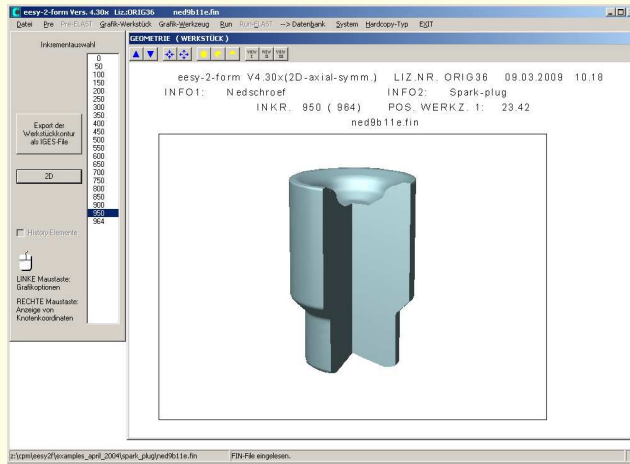 eesy-2-form Vers. 4.30x Liz.:ORIG36 ned9b11e.fin
Datei Pre Pre-ELAST Grafik-Werkstück Grafik-Werkzeug Run Run-ELAST --> Datenbank System Hardcopy-Typ EXIT
Inkrementauswahl
0
50
100
150
200
250
300
350
400
450
500
550
600
650
700
750
800
850
900
950
964
Export der
Werkstückkontur
als IGES-File
2D
History-Elemente
LINKE Maustaste:
Grafikoptionen
RECHTE Maustaste:
Anzeige von
Knotenkoordinaten
GEOMETRIE ( WERKSTÜCK )
VIEW I VIEW II VIEW III
eesy-2-form V4.30x(2D-axial-symm.) LIZ.NR. ORIG36 09.03.2009 10.18
INFO1: Nedschroef INFO2: Spark-plug
INKR. 950 ( 964) POS. WERKZ. 1: 23.42
ned9b11e.fin
z:\cpm\eesy2f\examples_april_2004\spark_plug\ned9b11e.fin FIN-File eingelesen.